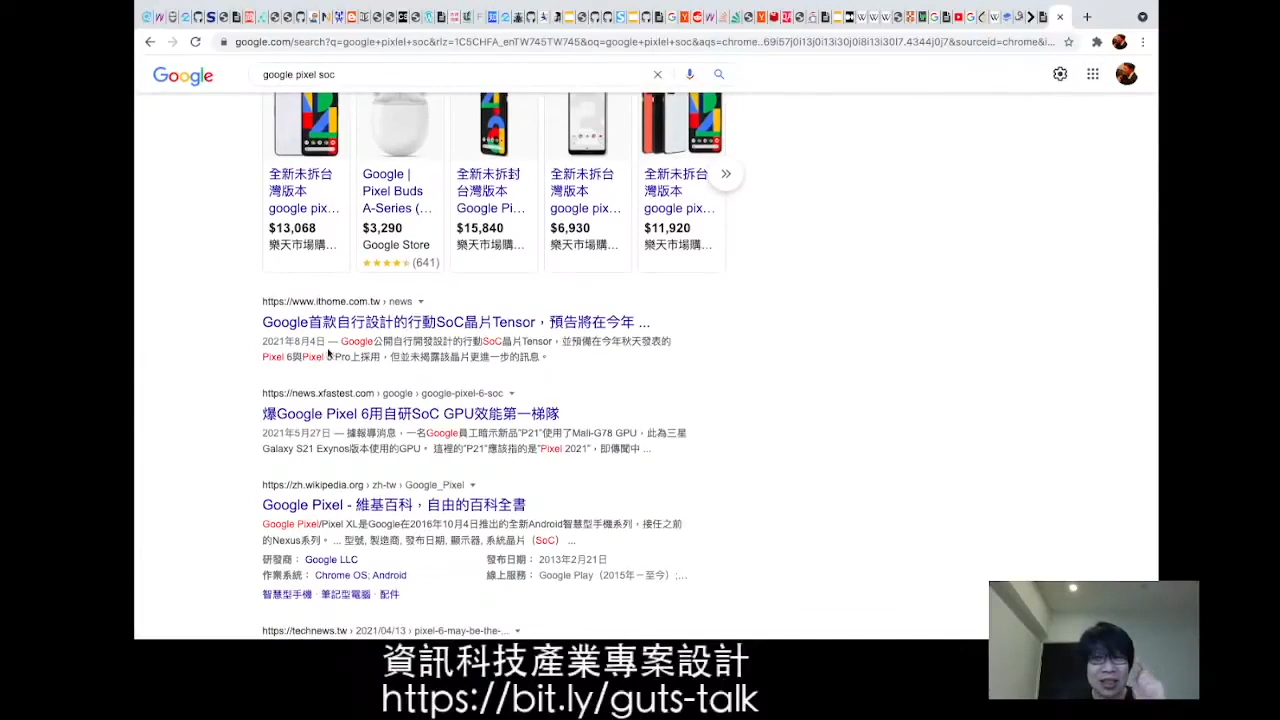 google.com/search?q=google+pixlel+soc&rlz=1C5CHFA_enTW745TW745&oq=google+pixlel+soc&aqs=chrome..69i57j0i13j0i13i30j0i8i13i30l7.4344j0j7&sourceid=chrome&i...
Google
google pixel soc
全新未拆台灣版本 google pix...
$13,068
樂天市場購...
Google | Pixel Buds A-Series (...
$3,290
Google Store
(641)
全新未拆封台灣版本 Google Pi...
$15,840
樂天市場購...
全新未拆台灣版本 google pix...
$6,930
樂天市場購...
全新未拆台灣版本 google pix...
$11,920
樂天市場購...
https://www.ithome.com.tw › news
Google首款自行設計的行動SoC晶片Tensor，預告將在今年 ...
2021年8月4日 — Google公開自行開發設計的行動SoC晶片Tensor，並預備在今年秋天發表的
Pixel 6與Pixel 6 Pro上採用，但並未揭露該晶片更進一步的訊息。
https://news.xfastest.com › google › google-pixel-6-soc
爆Google Pixel 6用自研SoC GPU效能第一梯隊
2021年5月27日 — 據報導消息，一名Google員工暗示新品"P21"使用了Mali-G78 GPU，此為三星
Galaxy S21 Exynos版本使用的GPU。 這裡的"P21"應該指的是"Pixel 2021"，即傳聞中 ...
https://zh.wikipedia.org › zh-tw › Google_Pixel
Google Pixel - 維基百科，自由的百科全書
Google Pixel/Pixel XL是Google在2016年10月4日推出的全新Android智慧型手機系列，接任之前
的Nexus系列。 ... 型號, 製造商, 發布日期, 顯示器, 系統晶片（SoC） ...
研發商： Google LLC 發布日期： 2013年2月21日
作業系統： Chrome OS; Android 線上服務： Google Play（2015年－至今）;...
智慧型手機 · 筆記型電腦 · 配件
https://technews.tw › 2021/04/13 › pixel-6-may-be-the-...
資訊科技產業專案設計
https://bit.ly/guts-talk